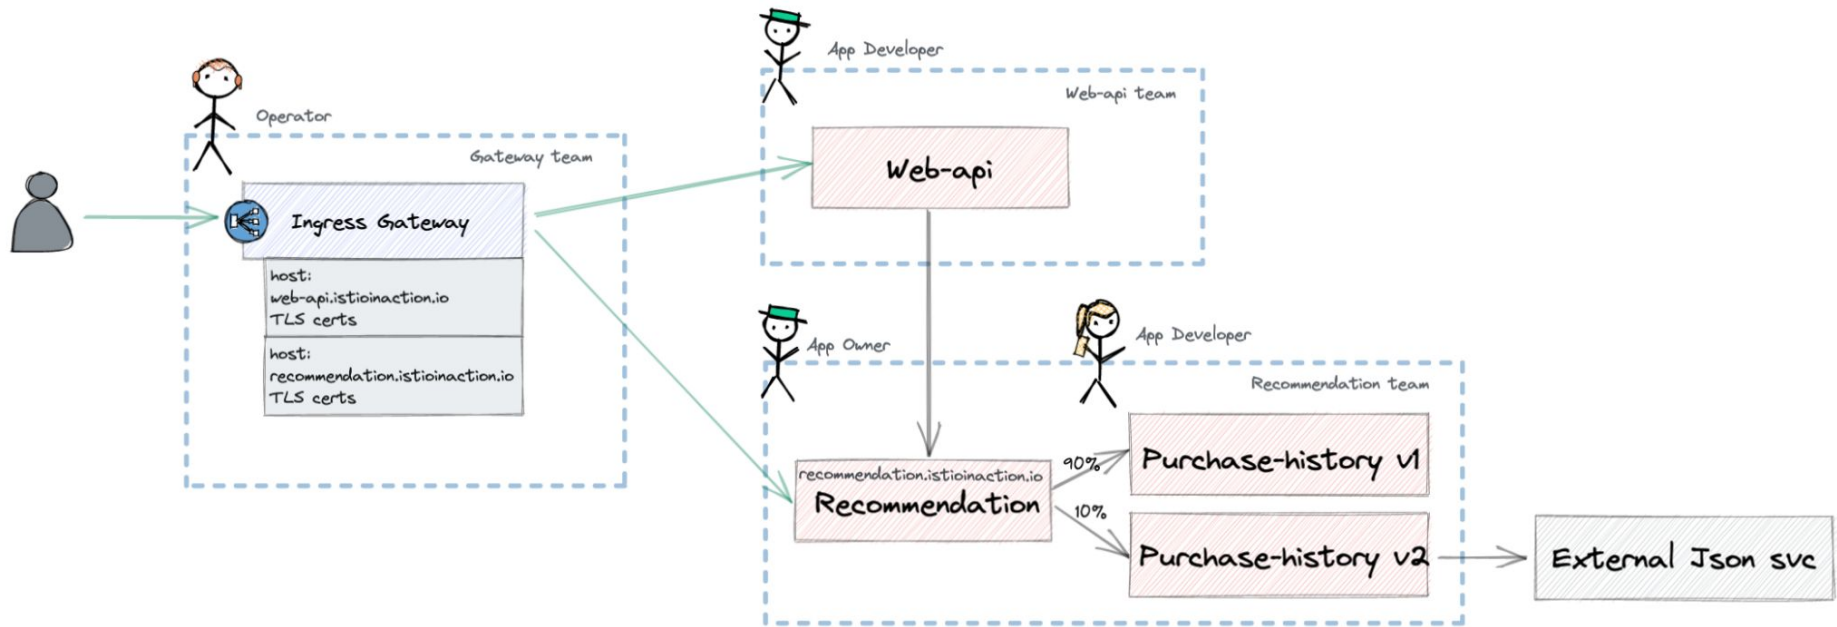 Operator
Gateway team
Ingress Gateway
host:
web-api.istioinaction.io
TLS certs
host:
recommendation.istioinaction.io
TLS certs
App Developer
Web-api team
Web-api
App Owner
App Developer
Recommendation team
recommendation.istioinaction.io
Recommendation
90%
10%
Purchase-history v1
Purchase-history v2
External Json svc